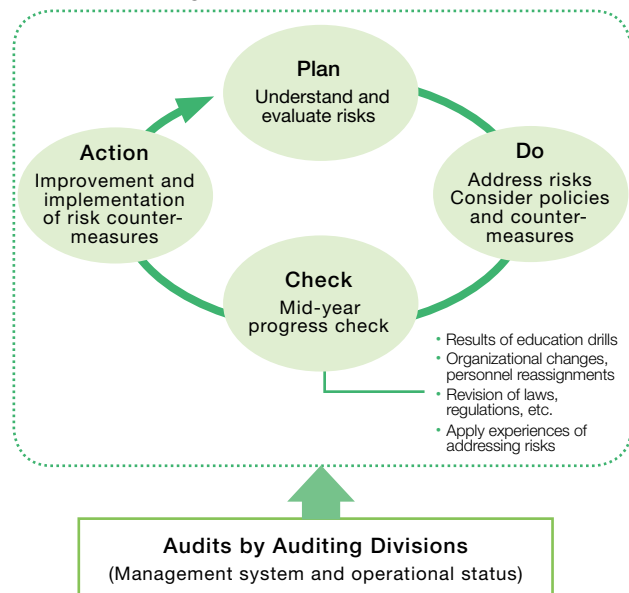 Plan
Understand and
evaluate risks
Do
Address risks
Consider policies
and counter-
measures
Check
Mid-year
progress check
• Results of education drills
• Organizational changes,
personnel reassignments
• Revision of laws,
regulations, etc.
• Apply experiences of
addressing risks
Action
Improvement and
implementation
of risk counter-
measures
Audits by Auditing Divisions
(Management system and operational status)